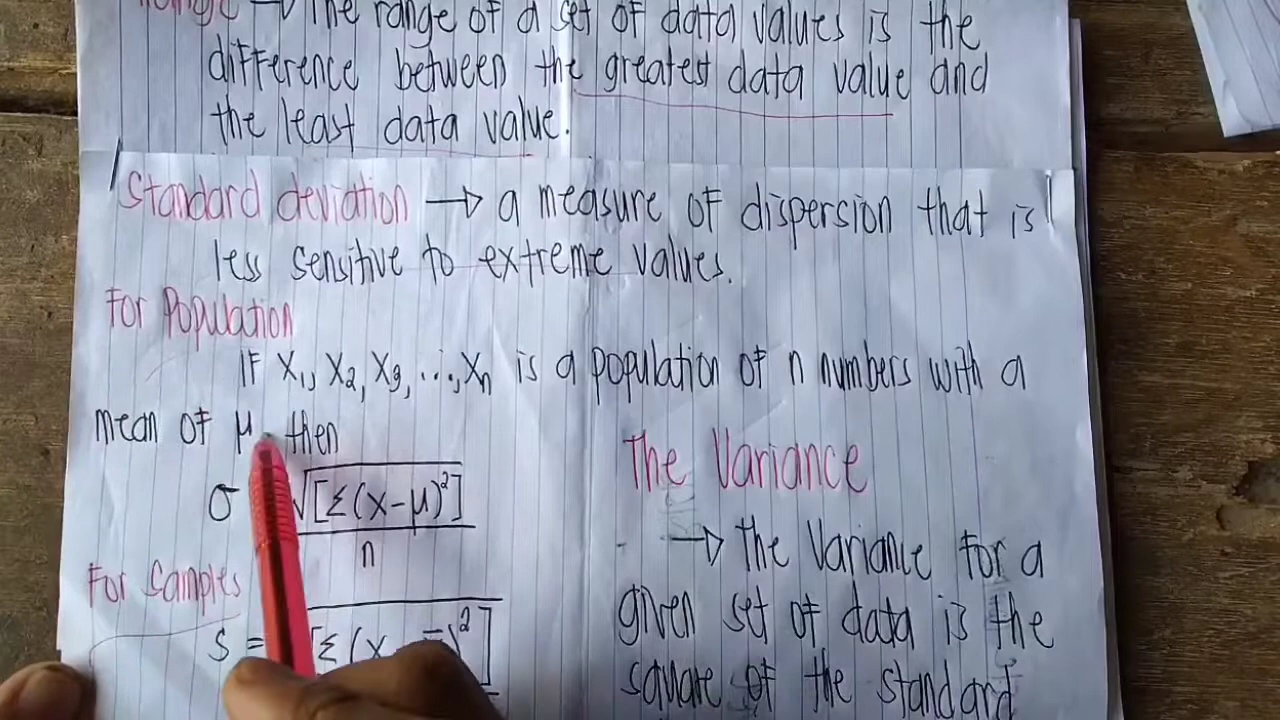 Range → The range of a set of data values is the
difference between the greatest data value and
the least data value.
Standard deviation → a measure of dispersion that is
less sensitive to extreme values.
For Population
If X₁, X₂, X₃, ..., Xₙ is a population of n numbers with a
mean of μ then
σ √[Σ(x-μ)²]
n
For Samples
s = [Σ(x - )²]
The Variance
→ the Variance for a
given set of data is the
square of the standard